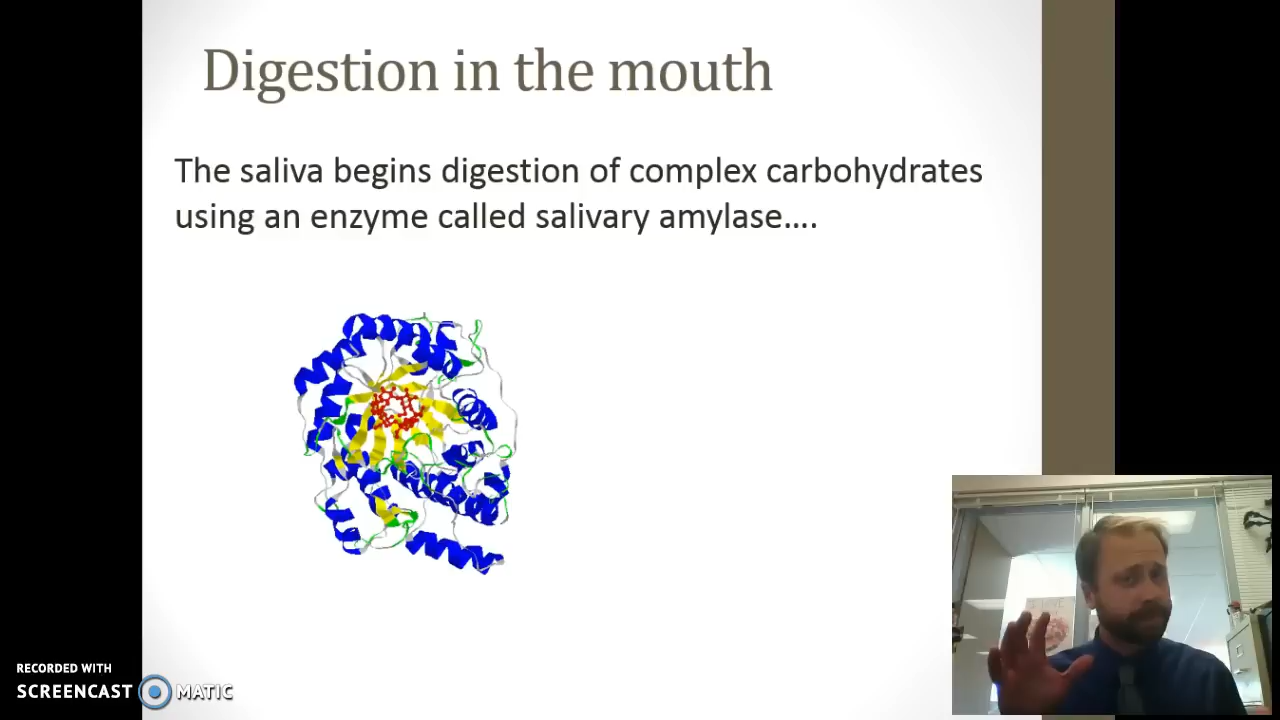 Digestion in the mouth
The saliva begins digestion of complex carbohydrates
using an enzyme called salivary amylase....
RECORDED WITH
SCREENCAST MATIC